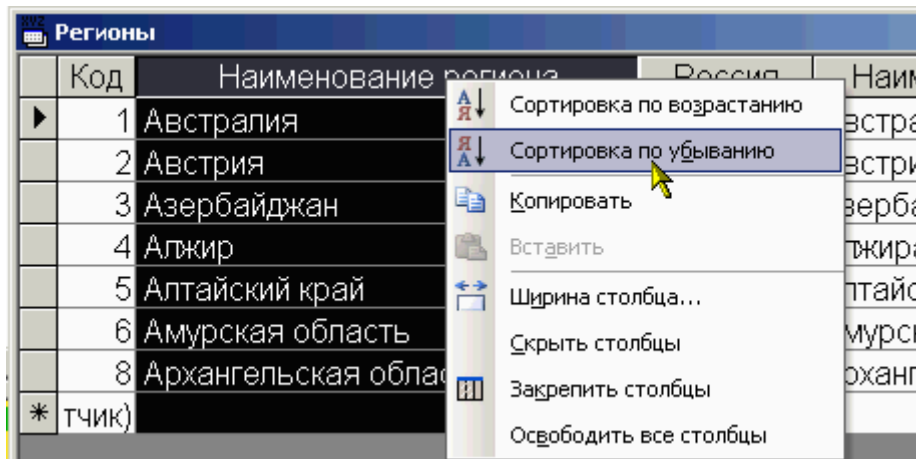 Регионы
Код Наименование региона Россия Наим
1 Австралия
2 Австрия
3 Азербайджан
4 Алжир
5 Алтайский край
6 Амурская область
8 Архангельская облас
тчик)
Сортировка по возрастанию
Сортировка по убыванию
Копировать
Вставить
Ширина столбца...
Скрыть столбцы
Закрепить столбцы
Освободить все столбцы